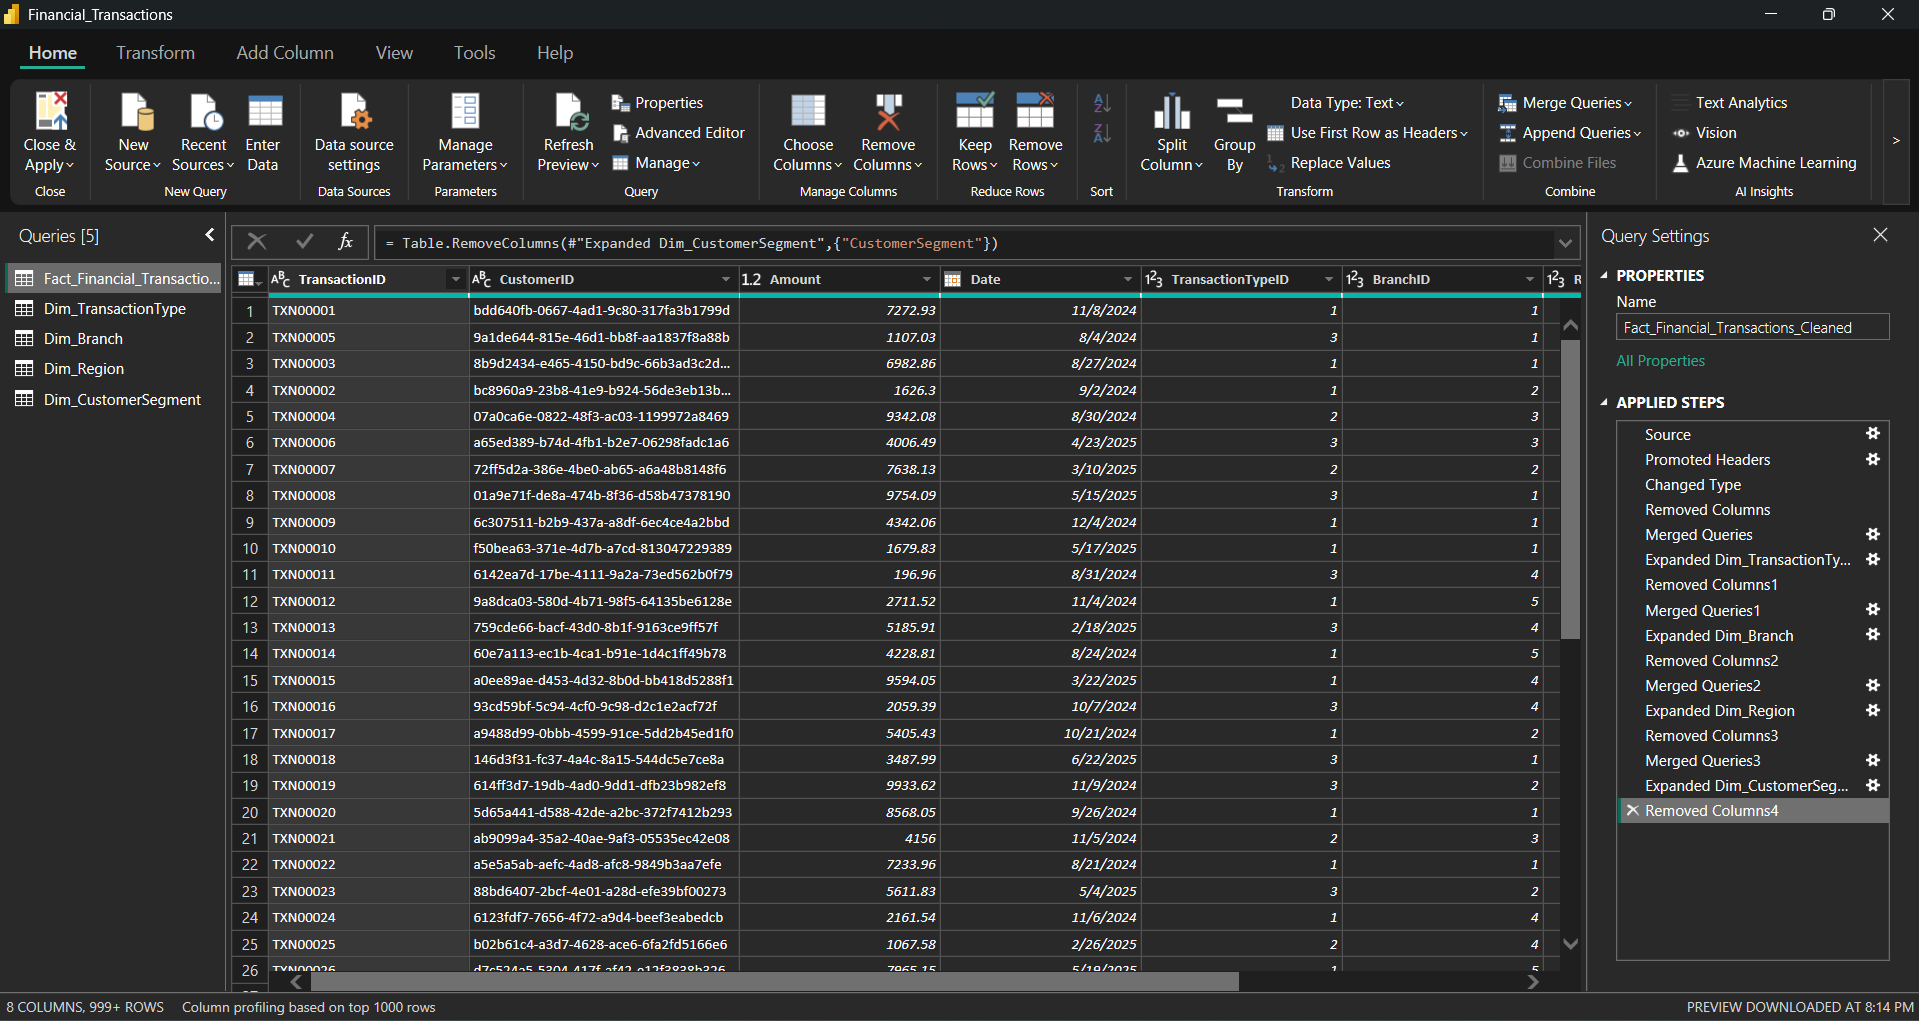 Financial_Transactions
Home Transform Add Column View Tools Help
Close & Apply
Close
New Source
Recent Sources
Enter Data
New Query
Data source settings
Data Sources
Manage Parameters
Parameters
Refresh Preview
Properties
Advanced Editor
Manage
Query
Choose Columns
Remove Columns
Manage Columns
Keep Rows
Remove Rows
Reduce Rows
Sort
Split Column
Group By
Data Type: Text
Use First Row as Headers
Replace Values
Transform
Merge Queries
Append Queries
Combine Files
Combine
Text Analytics
Vision
Azure Machine Learning
AI Insights
Queries [5]
Fact_Financial_Transactio...
Dim_TransactionType
Dim_Branch
Dim_Region
Dim_CustomerSegment
fx = Table.RemoveColumns(#"Expanded Dim_CustomerSegment",{"CustomerSegment"})
ABC TransactionID ABC CustomerID 1.2 Amount Date 123 TransactionTypeID 123 BranchID 123 R
1 TXN00001 bdd640fb-0667-4ad1-9c80-317fa3b1799d 7272.93 11/8/2024 1 1
2 TXN00005 9a1de644-815e-46d1-bb8f-aa1837f8a88b 1107.03 8/4/2024 3 1
3 TXN00003 8b9d2434-e465-4150-bd9c-66b3ad3c2d... 6982.86 8/27/2024 1 1
4 TXN00002 bc8960a9-23b8-41e9-b924-56de3eb13b... 1626.3 9/2/2024 1 2
5 TXN00004 07a0ca6e-0822-48f3-ac03-1199972a8469 9342.08 8/30/2024 2 3
6 TXN00006 a65ed389-b74d-4fb1-b2e7-06298fadc1a6 4006.49 4/23/2025 3 3
7 TXN00007 72ff5d2a-386e-4be0-ab65-a6a48b8148f6 7638.13 3/10/2025 2 2
8 TXN00008 01a9e71f-de8a-474b-8f36-d58b47378190 9754.09 5/15/2025 3 1
9 TXN00009 6c307511-b2b9-437a-a8df-6ec4ce4a2bbd 4342.06 12/4/2024 1 1
10 TXN00010 f50bea63-371e-4d7b-a7cd-813047229389 1679.83 5/17/2025 1 1
11 TXN00011 6142ea7d-17be-4111-9a2a-73ed562b0f79 196.96 8/31/2024 3 4
12 TXN00012 9a8dca03-580d-4b71-98f5-64135be6128e 2711.52 11/4/2024 1 5
13 TXN00013 759cde66-bacf-43d0-8b1f-9163ce9ff57f 5185.91 2/18/2025 3 4
14 TXN00014 60e7a113-ec1b-4ca1-b91e-1d4c1ff49b78 4228.81 8/24/2024 1 5
15 TXN00015 a0ee89ae-d453-4d32-8b0d-bb418d5288f1 9594.05 3/22/2025 1 4
16 TXN00016 93cd59bf-5c94-4cf0-9c98-d2c1e2acf72f 2059.39 10/7/2024 3 4
17 TXN00017 a9488d99-0bbb-4599-91ce-5dd2b45ed1f0 5405.43 10/21/2024 1 2
18 TXN00018 146d3f31-fc37-4a4c-8a15-544dc5e7ce8a 3487.99 6/22/2025 3 1
19 TXN00019 614ff3d7-19db-4ad0-9dd1-dfb23b982ef8 9933.62 11/9/2024 3 2
20 TXN00020 5d65a441-d588-42de-a2bc-372f7412b293 8568.05 9/26/2024 1 1
21 TXN00021 ab9099a4-35a2-40ae-9af3-05535ec42e08 4156 11/5/2024 2 3
22 TXN00022 a5e5a5ab-aefc-4ad8-afc8-9849b3aa7efe 7233.96 8/21/2024 1 1
23 TXN00023 88bd6407-2bcf-4e01-a28d-efe39bf00273 5611.83 5/4/2025 3 2
24 TXN00024 6123fdf7-7656-4f72-a9d4-beef3eabedcb 2161.54 11/6/2024 1 4
25 TXN00025 b02b61c4-a3d7-4628-ace6-6fa2fd5166e6 1067.58 2/26/2025 2 4
26 TXN00026 d7c524a5-5304-417f-af42-e12f3838b326 7965.15 5/19/2025 1 5
Query Settings
PROPERTIES
Name
Fact_Financial_Transactions_Cleaned
All Properties
APPLIED STEPS
Source
Promoted Headers
Changed Type
Removed Columns
Merged Queries
Expanded Dim_TransactionTy...
Removed Columns1
Merged Queries1
Expanded Dim_Branch
Removed Columns2
Merged Queries2
Expanded Dim_Region
Removed Columns3
Merged Queries3
Expanded Dim_CustomerSeg...
Removed Columns4
8 COLUMNS, 999+ ROWS Column profiling based on top 1000 rows PREVIEW DOWNLOADED AT 8:14 PM